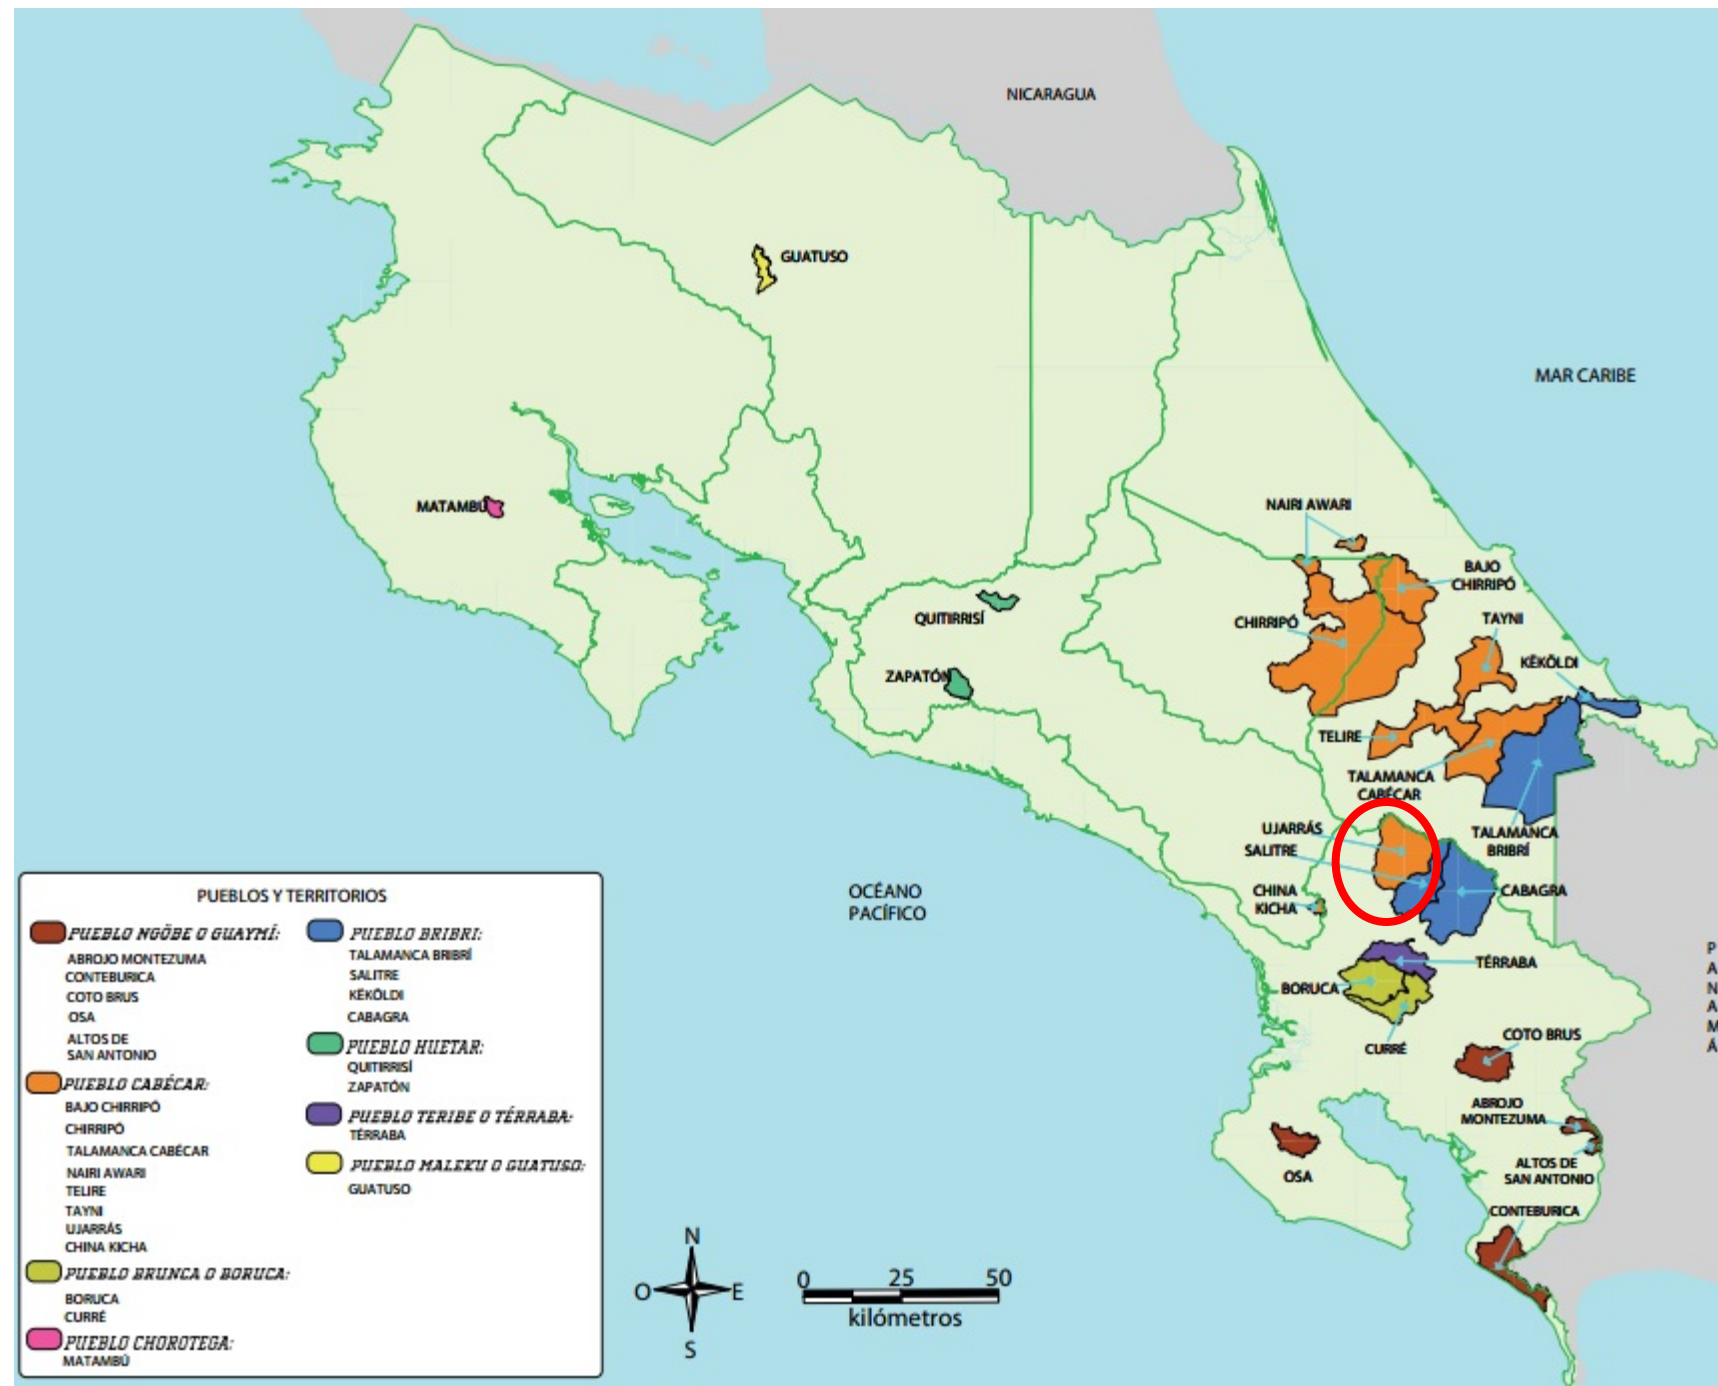 NICARAGUA
GUATUSO
MAR CARIBE
MATAMBÚ
NAIRI AWARI
BAJO
CHIRRIPÓ
QUITIRRISÍ
CHIRRIPÓ
TAYNI
KËKÖLDI
ZAPATÓN
TELIRE
TALAMANCA
CABÉCAR
UJARRÁS
SALITRE
TALAMANCA
BRIBRÍ
CHINA
KICHA
CABAGRA
OCÉANO
PACÍFICO
TÉRRABA
BORUCA
CURRÉ
COTO BRUS
ABROJO
MONTEZUMA
OSA
ALTOS DE
SAN ANTONIO
CONTEBURICA
P
A
N
A
M
Á
PUEBLOS Y TERRITORIOS
PUEBLO NGÖBE O GUAYMÍ:
ABROJO MONTEZUMA
CONTEBURICA
COTO BRUS
OSA
ALTOS DE
SAN ANTONIO
PUEBLO CABÉCAR:
BAJO CHIRRIPÓ
CHIRRIPÓ
TALAMANCA CABÉCAR
NAIRI AWARI
TELIRE
TAYNI
UJARRÁS
CHINA KICHA
PUEBLO BRUNCA O BORUCA:
BORUCA
CURRÉ
PUEBLO CHOROTEGA:
MATAMBÚ
PUEBLO BRIBRI:
TALAMANCA BRIBRÍ
SALITRE
KËKÖLDI
CABAGRA
PUEBLO HUETAR:
QUITIRRISÍ
ZAPATÓN
PUEBLO TERIBE O TÉRRABA:
TÉRRABA
PUEBLO MALEKU O GUATUSO:
GUATUSO
N
O E
S
0 25 50
kilómetros